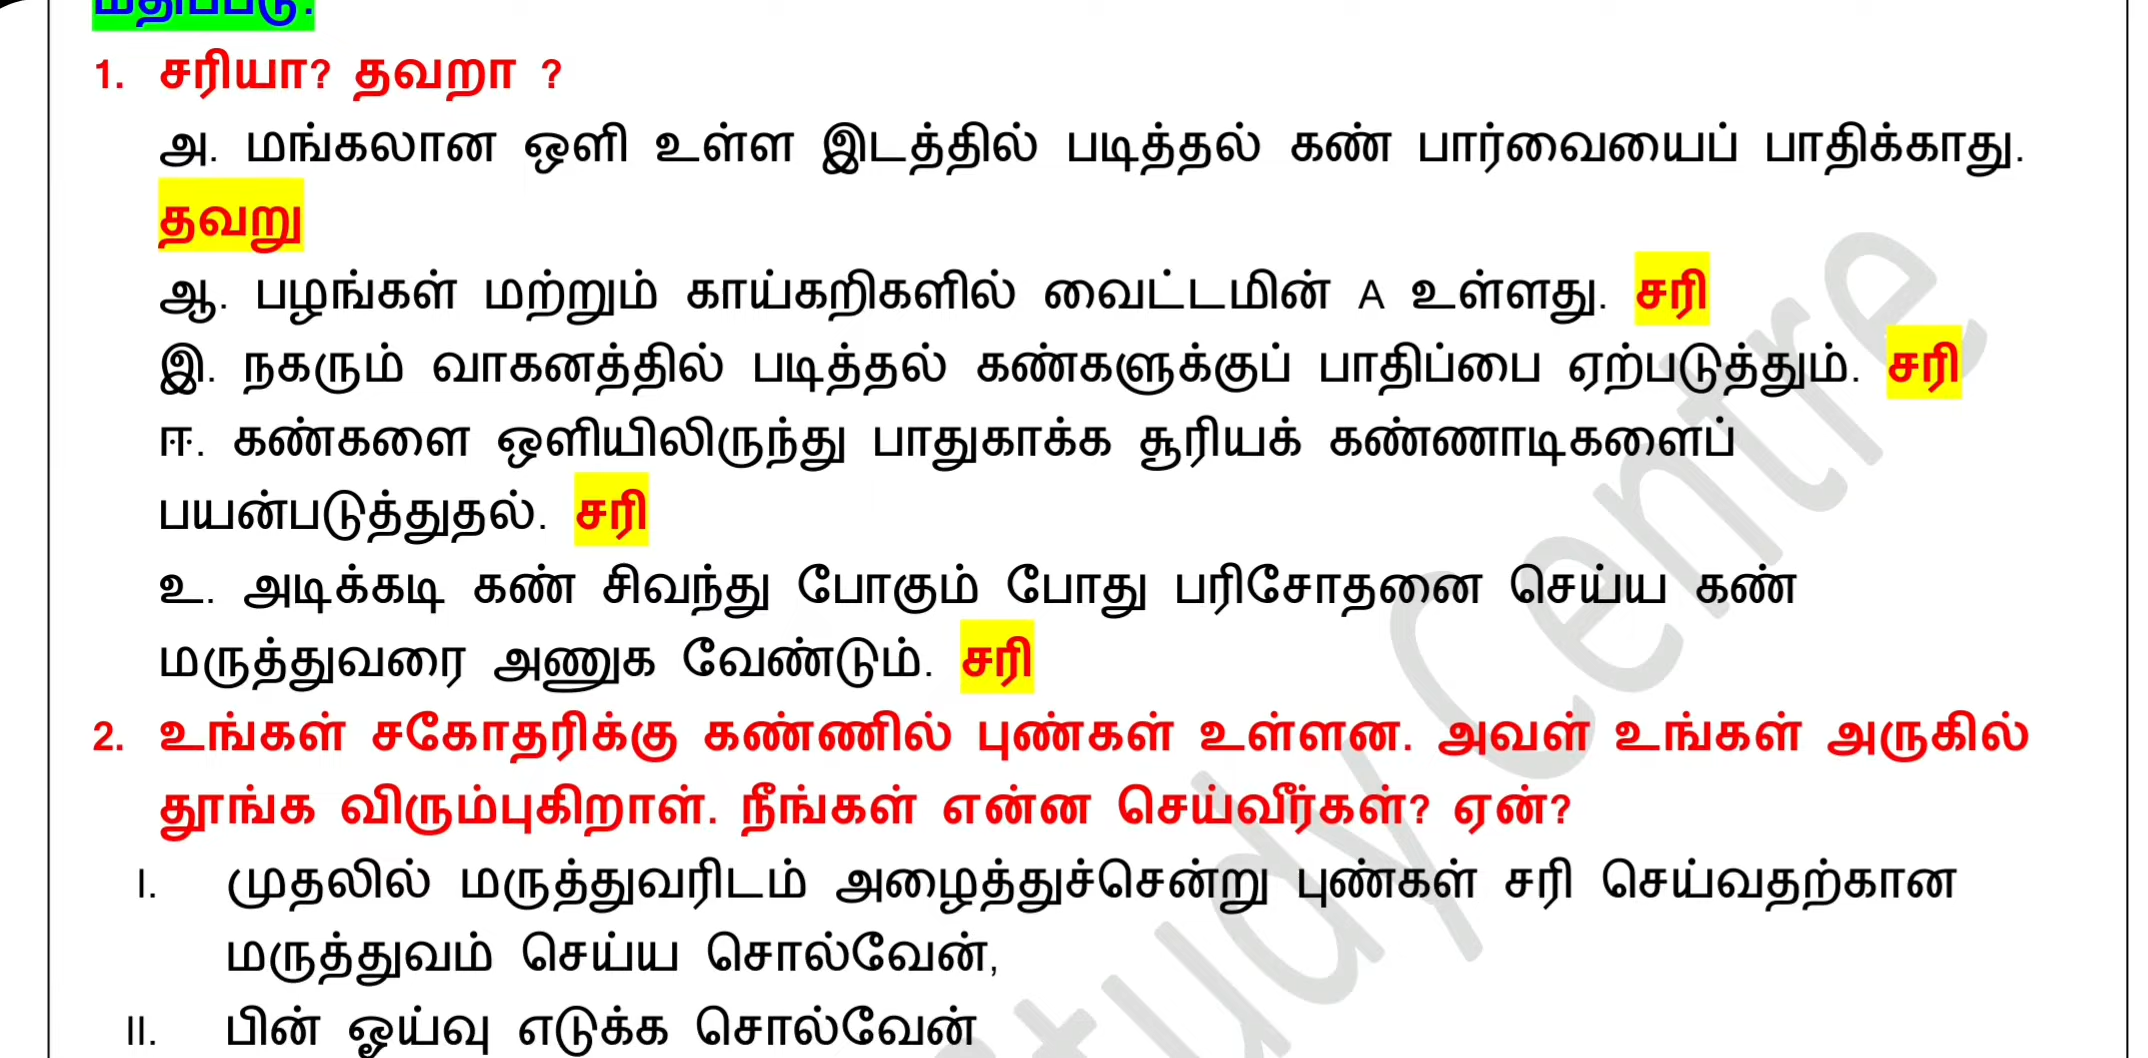 1. சரியா? தவறா ?
அ. மங்கலான ஒளி உள்ள இடத்தில் படித்தல் கண் பார்வையைப் பாதிக்காது.
தவறு
ஆ. பழங்கள் மற்றும் காய்கறிகளில் வைட்டமின் A உள்ளது. சரி
இ. நகரும் வாகனத்தில் படித்தல் கண்களுக்குப் பாதிப்பை ஏற்படுத்தும். சரி
ஈ. கண்களை ஒளியிலிருந்து பாதுகாக்க சூரியக் கண்ணாடிகளைப்
பயன்படுத்துதல். சரி
உ. அடிக்கடி கண் சிவந்து போகும் போது பரிசோதனை செய்ய கண்
மருத்துவரை அணுக வேண்டும். சரி
2. உங்கள் சகோதரிக்கு கண்ணில் புண்கள் உள்ளன. அவள் உங்கள் அருகில்
தூங்க விரும்புகிறாள். நீங்கள் என்ன செய்வீர்கள்? ஏன்?
I. முதலில் மருத்துவரிடம் அழைத்துச்சென்று புண்கள் சரி செய்வதற்கான
மருத்துவம் செய்ய சொல்வேன்,
II. பின் ஓய்வு எடுக்க சொல்வேன்
Study Centre